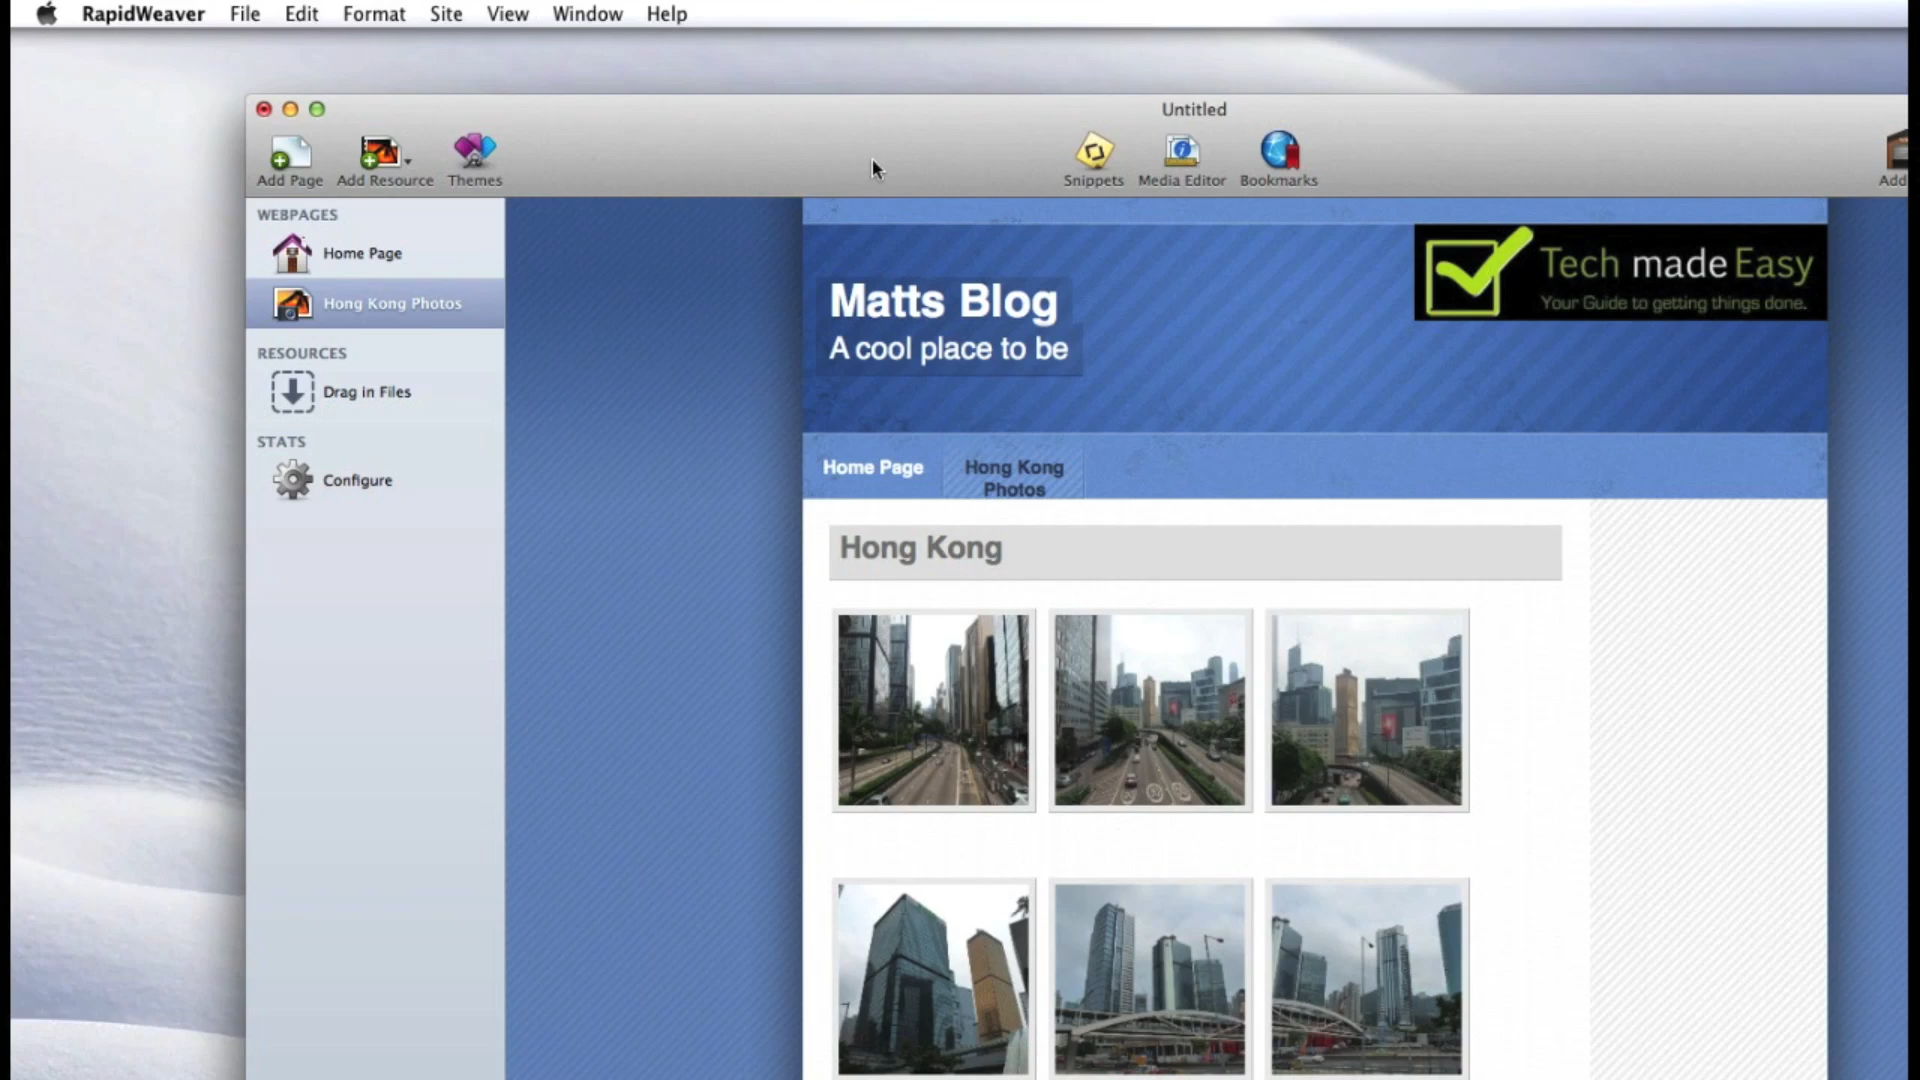 RapidWeaver File Edit Format Site View Window Help
Untitled
Add Page Add Resource Themes Snippets Media Editor Bookmarks Add
WEBPAGES
Home Page
Hong Kong Photos
RESOURCES
Drag in Files
STATS
Configure
Matts Blog
A cool place to be
Tech made Easy
Your Guide to getting things done.
Home Page
Hong Kong
Photos
Hong Kong